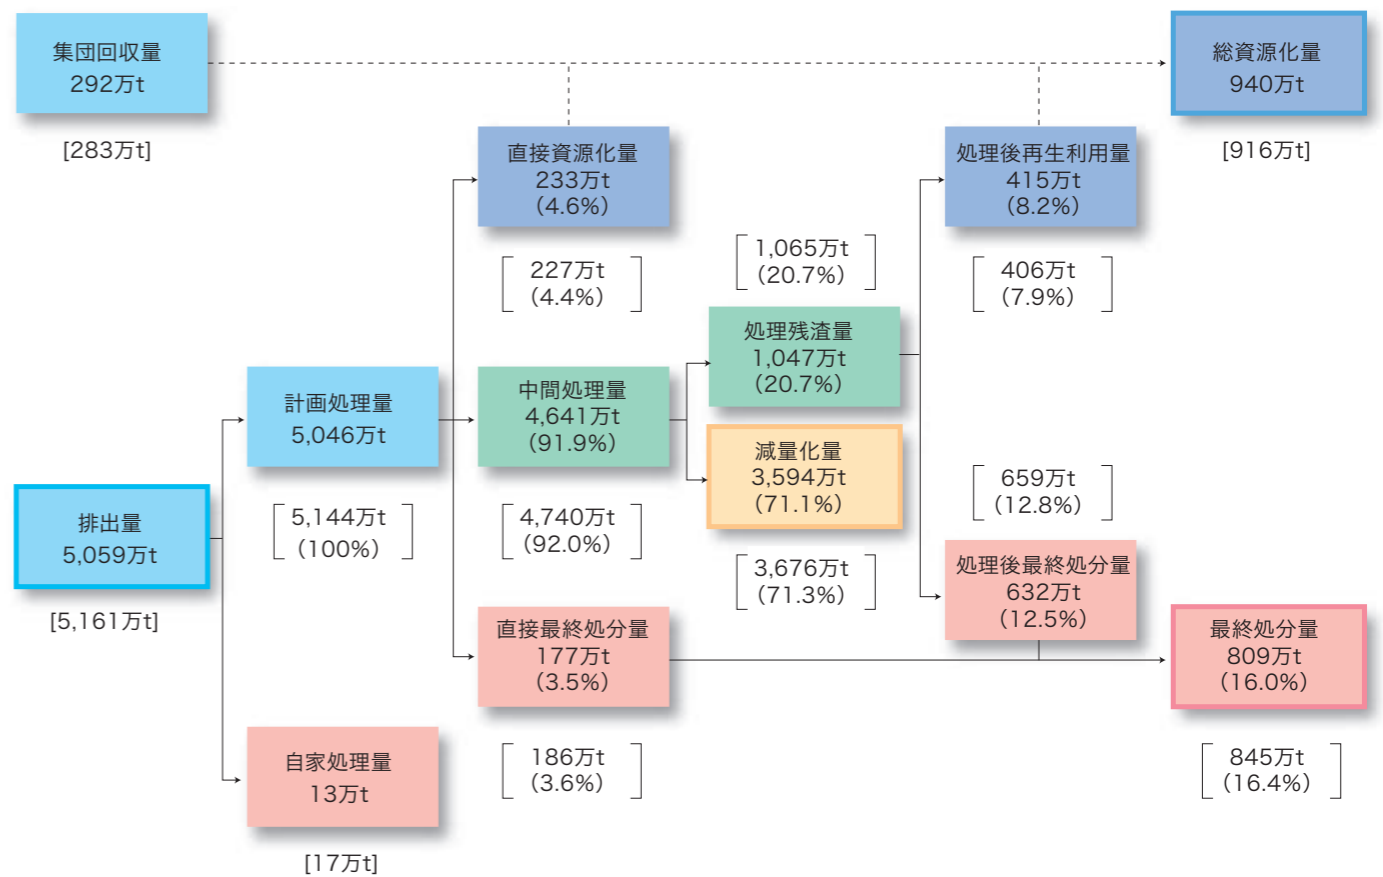 集団回収量
292万t
[283万t]
総資源化量
940万t
[916万t]
直接資源化量
233万t
（4.6%）
227万t
（4.4%）
処理後再生利用量
415万t
（8.2%）
406万t
（7.9%）
1,065万t
（20.7%）
処理残渣量
1,047万t
（20.7%）
計画処理量
5,046万t
5,144万t
（100%）
中間処理量
4,641万t
（91.9%）
4,740万t
（92.0%）
減量化量
3,594万t
（71.1%）
3,676万t
（71.3%）
659万t
（12.8%）
処理後最終処分量
632万t
（12.5%）
排出量
5,059万t
[5,161万t]
直接最終処分量
177万t
（3.5%）
186万t
（3.6%）
最終処分量
809万t
（16.0%）
845万t
（16.4%）
自家処理量
13万t
[17万t]